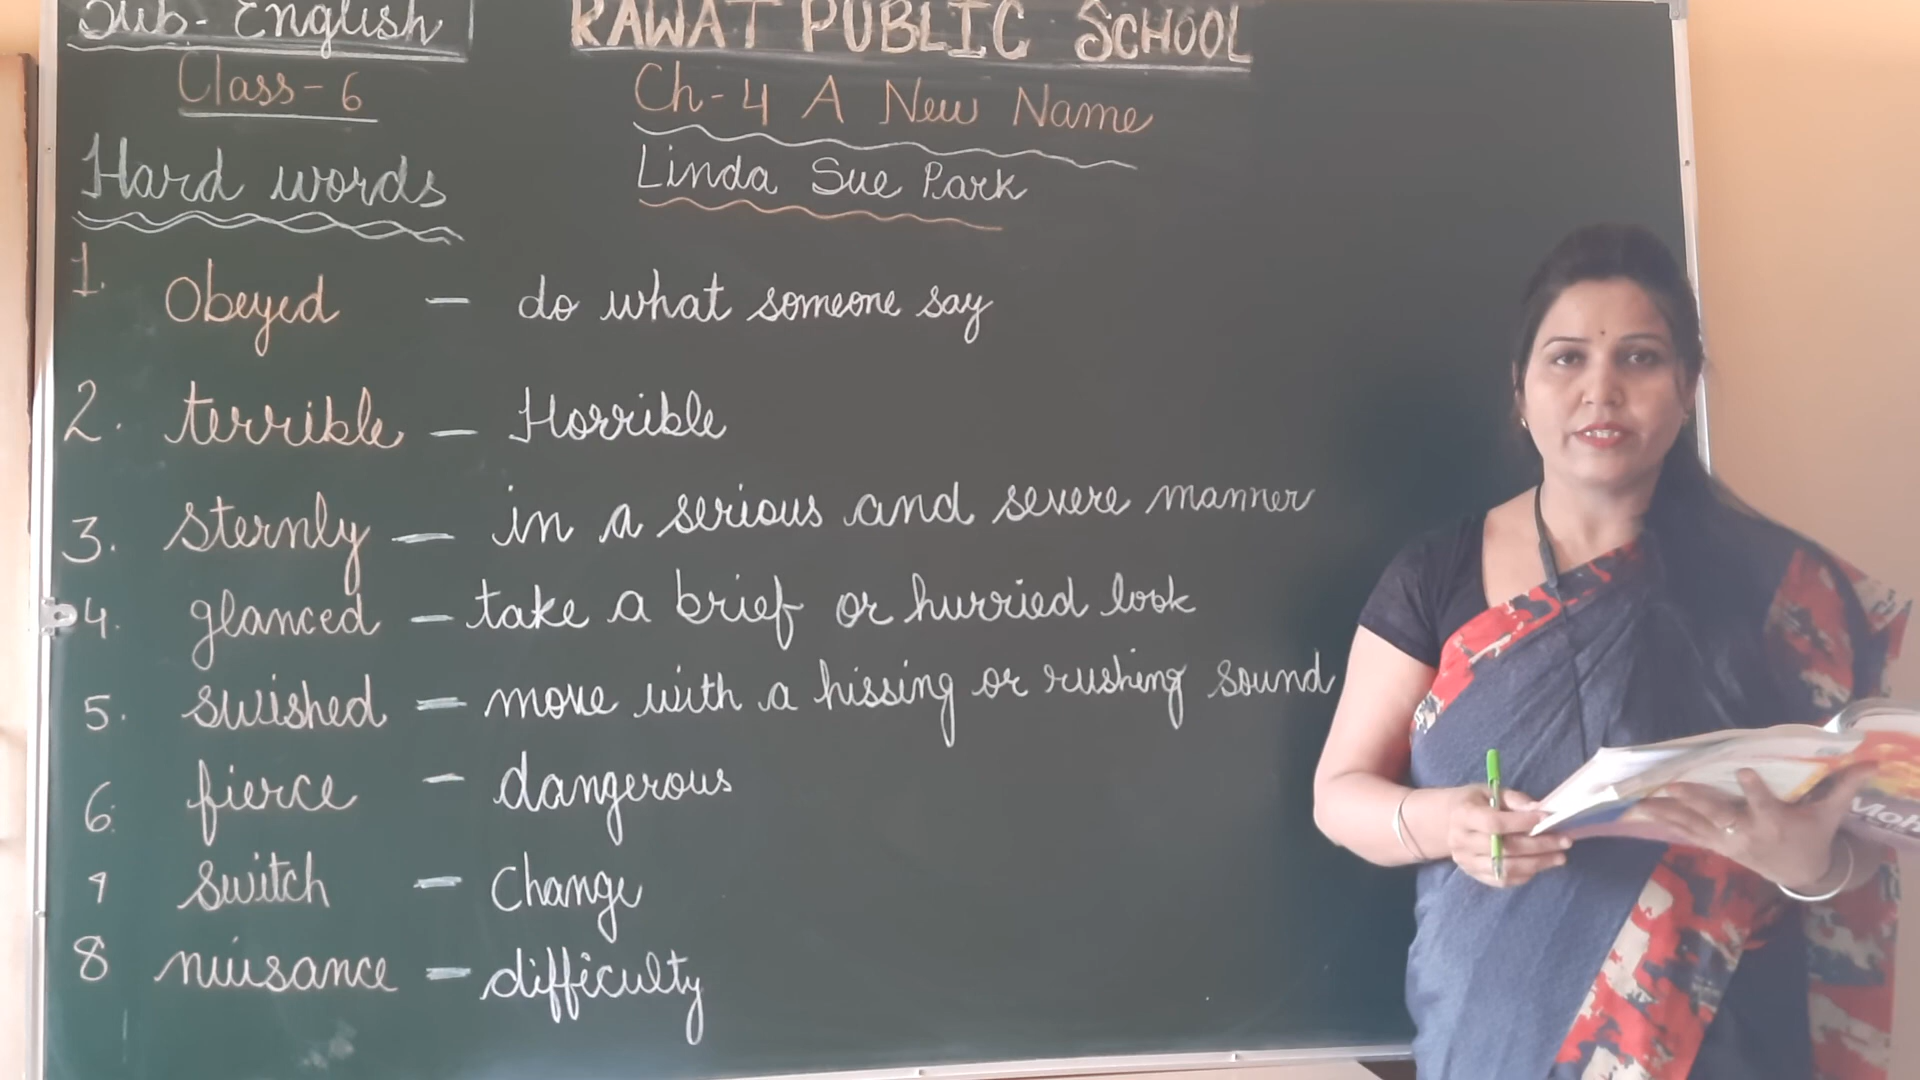 Sub- English
RAWAT PUBLIC SCHOOL
Class-6
Ch-4 A New Name
Linda Sue Park
Hard words
1. Obeyed — do what someone say
2. terrible — Horrible
3. sternly — in a serious and severe manner
4. glanced — take a brief or hurried look
5. swished — move with a hissing or rushing sound
6. fierce — dangerous
7 switch — Change
8 nuisance — difficulty